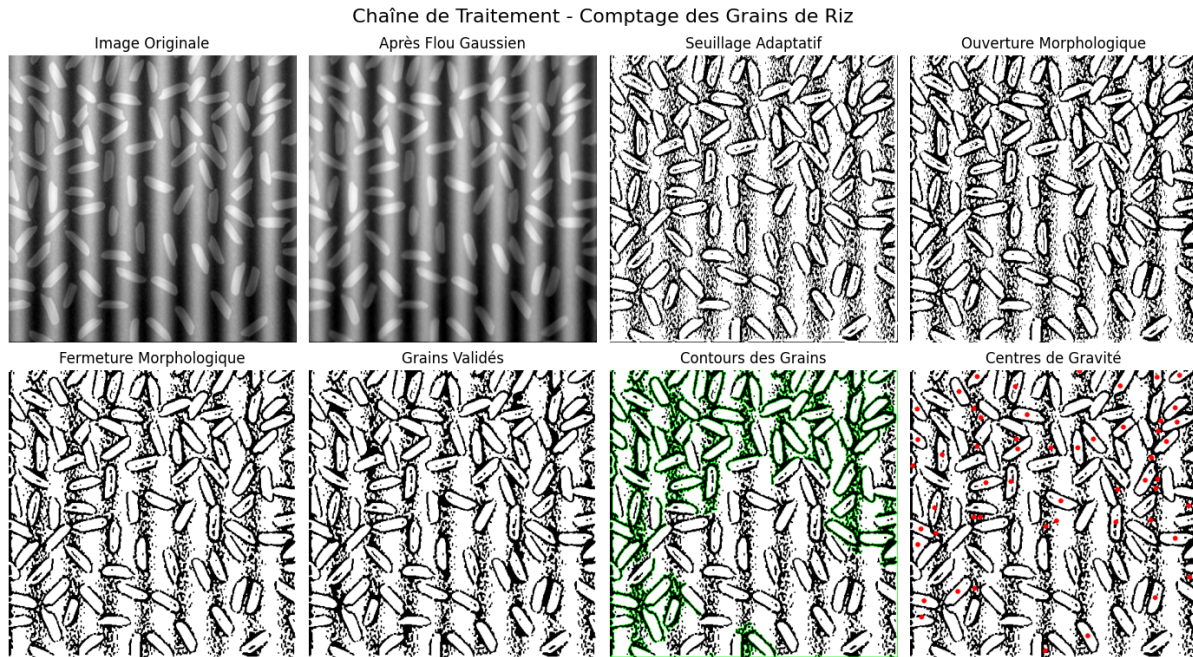 Chaîne de Traitement - Comptage des Grains de Riz
Image Originale
Après Flou Gaussien
Seuillage Adaptatif
Ouverture Morphologique
Fermeture Morphologique
Grains Validés
Contours des Grains
Centres de Gravité